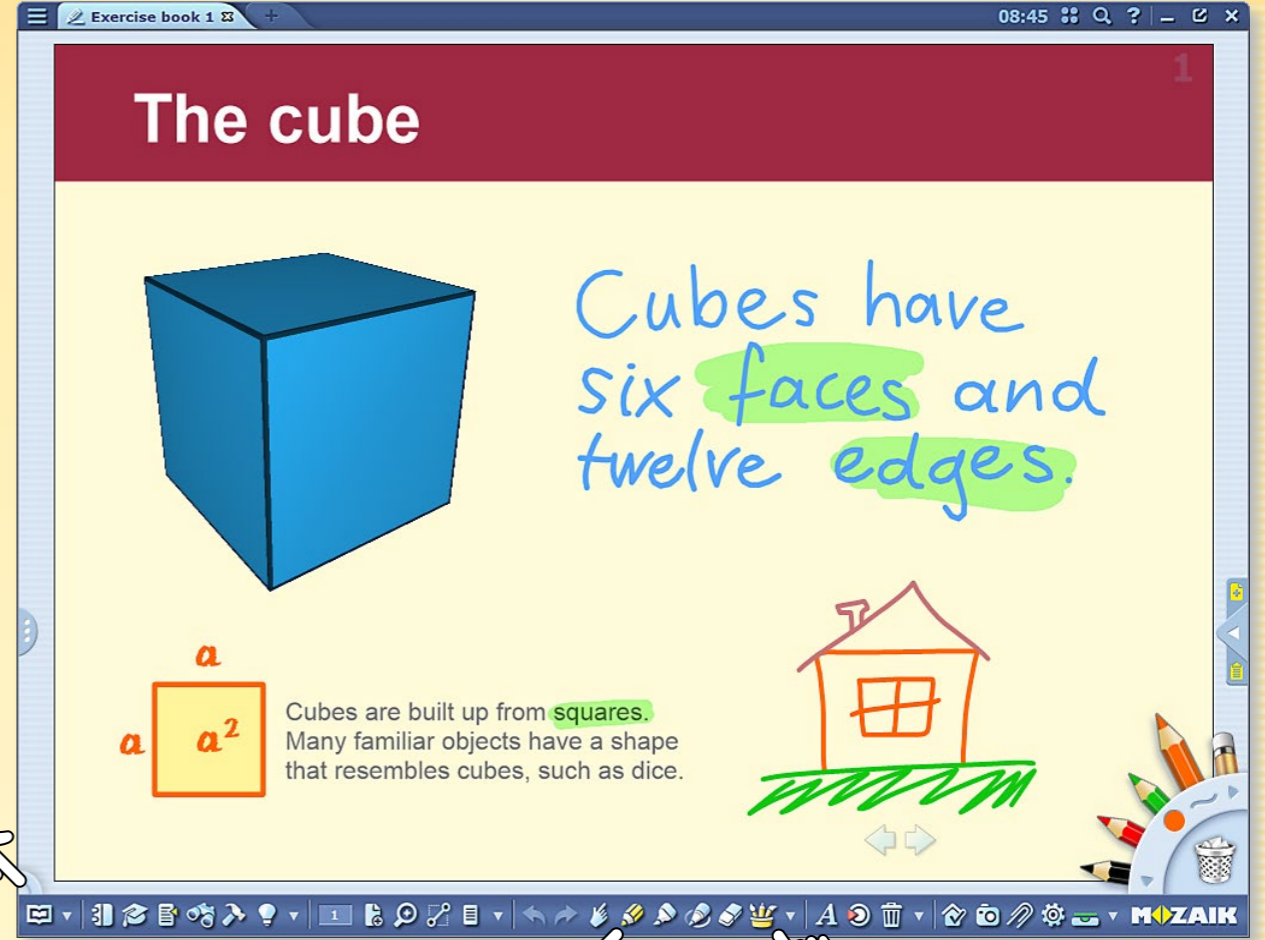 Exercise book 1
08:45
1
The cube
Cubes have
six faces and
twelve edges.
a
a a²
Cubes are built up from squares.
Many familiar objects have a shape
that resembles cubes, such as dice.
1
MOZAIK